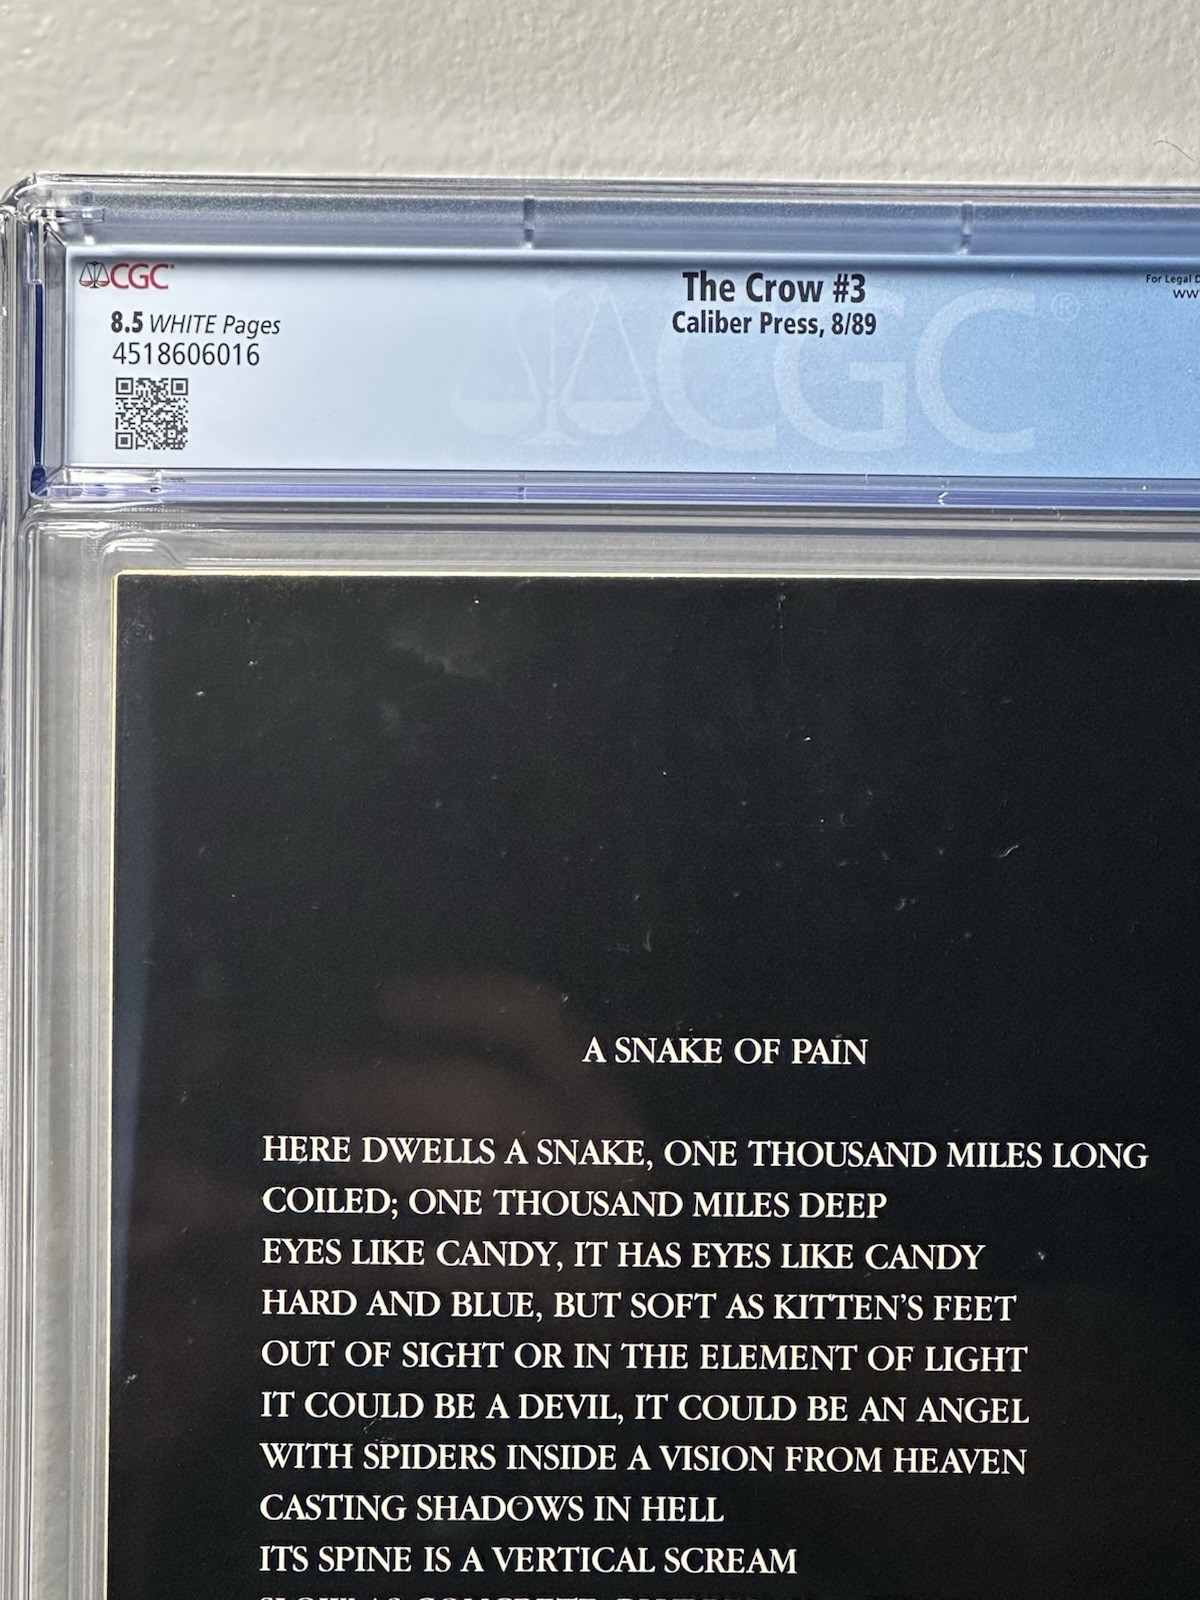 CGC
8.5 WHITE Pages
4518606016
The Crow #3
Caliber Press, 8/89
For Legal D
ww
CGC®
A SNAKE OF PAIN
HERE DWELLS A SNAKE, ONE THOUSAND MILES LONG
COILED; ONE THOUSAND MILES DEEP
EYES LIKE CANDY, IT HAS EYES LIKE CANDY
HARD AND BLUE, BUT SOFT AS KITTEN'S FEET
OUT OF SIGHT OR IN THE ELEMENT OF LIGHT
IT COULD BE A DEVIL, IT COULD BE AN ANGEL
WITH SPIDERS INSIDE A VISION FROM HEAVEN
CASTING SHADOWS IN HELL
ITS SPINE IS A VERTICAL SCREAM